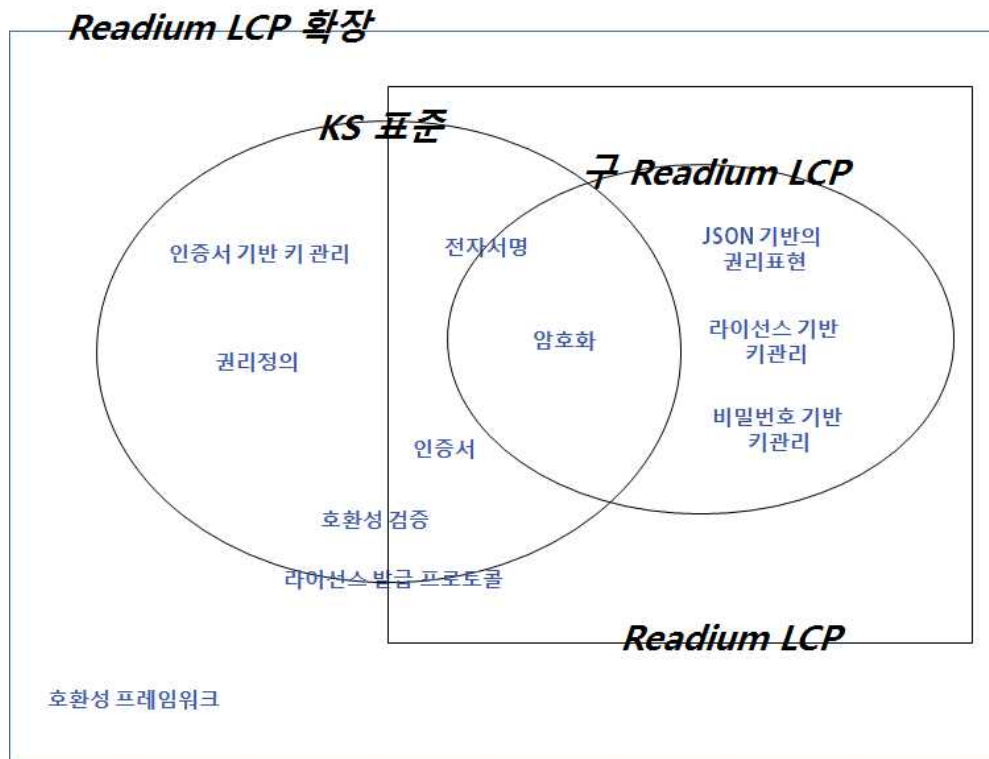 Readium LCP 확장
KS 표준
구 Readium LCP
인증서 기반 키 관리
전자서명
JSON 기반의
권리표현
권리정의
암호화
라이선스 기반
키관리
비밀번호 기반
키관리
인증서
호환성 검증
라이선스 발급 프로토콜
Readium LCP
호환성 프레임워크